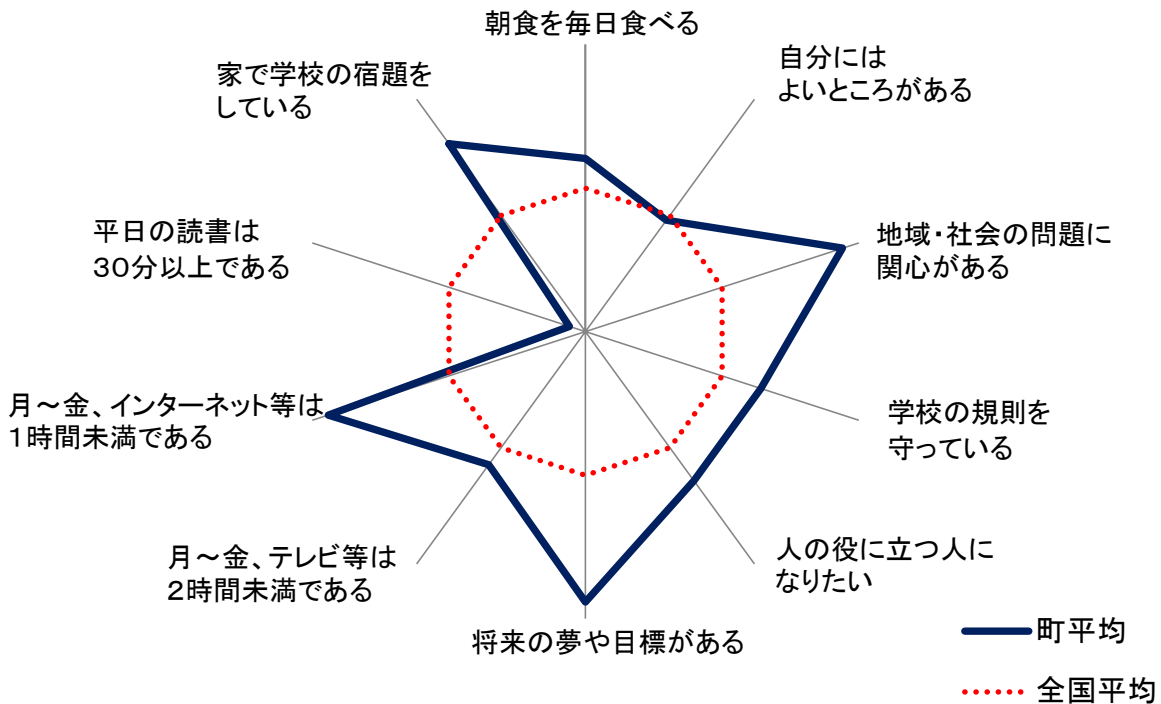 朝食を毎日食べる
自分には
よいところがある
地域・社会の問題に
関心がある
学校の規則を
守っている
人の役に立つ人に
なりたい
将来の夢や目標がある
月～金、テレビ等は
2時間未満である
月～金、インターネット等は
1時間未満である
平日の読書は
30分以上である
家で学校の宿題を
している
町平均
全国平均